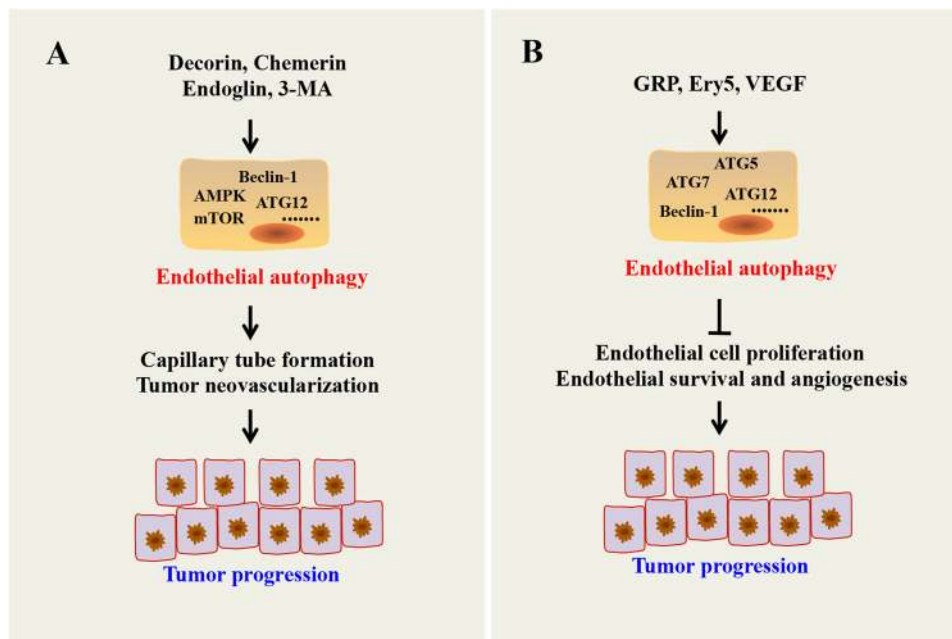 A
Decorin, Chemerin
Endoglin, 3-MA
Beclin-1
AMPK
ATG12
mTOR
Endothelial autophagy
Capillary tube formation
Tumor neovascularization
Tumor progression
B
GRP, Ery5, VEGF
ATG5
ATG7
ATG12
Beclin-1
Endothelial autophagy
Endothelial cell proliferation
Endothelial survival and angiogenesis
Tumor progression